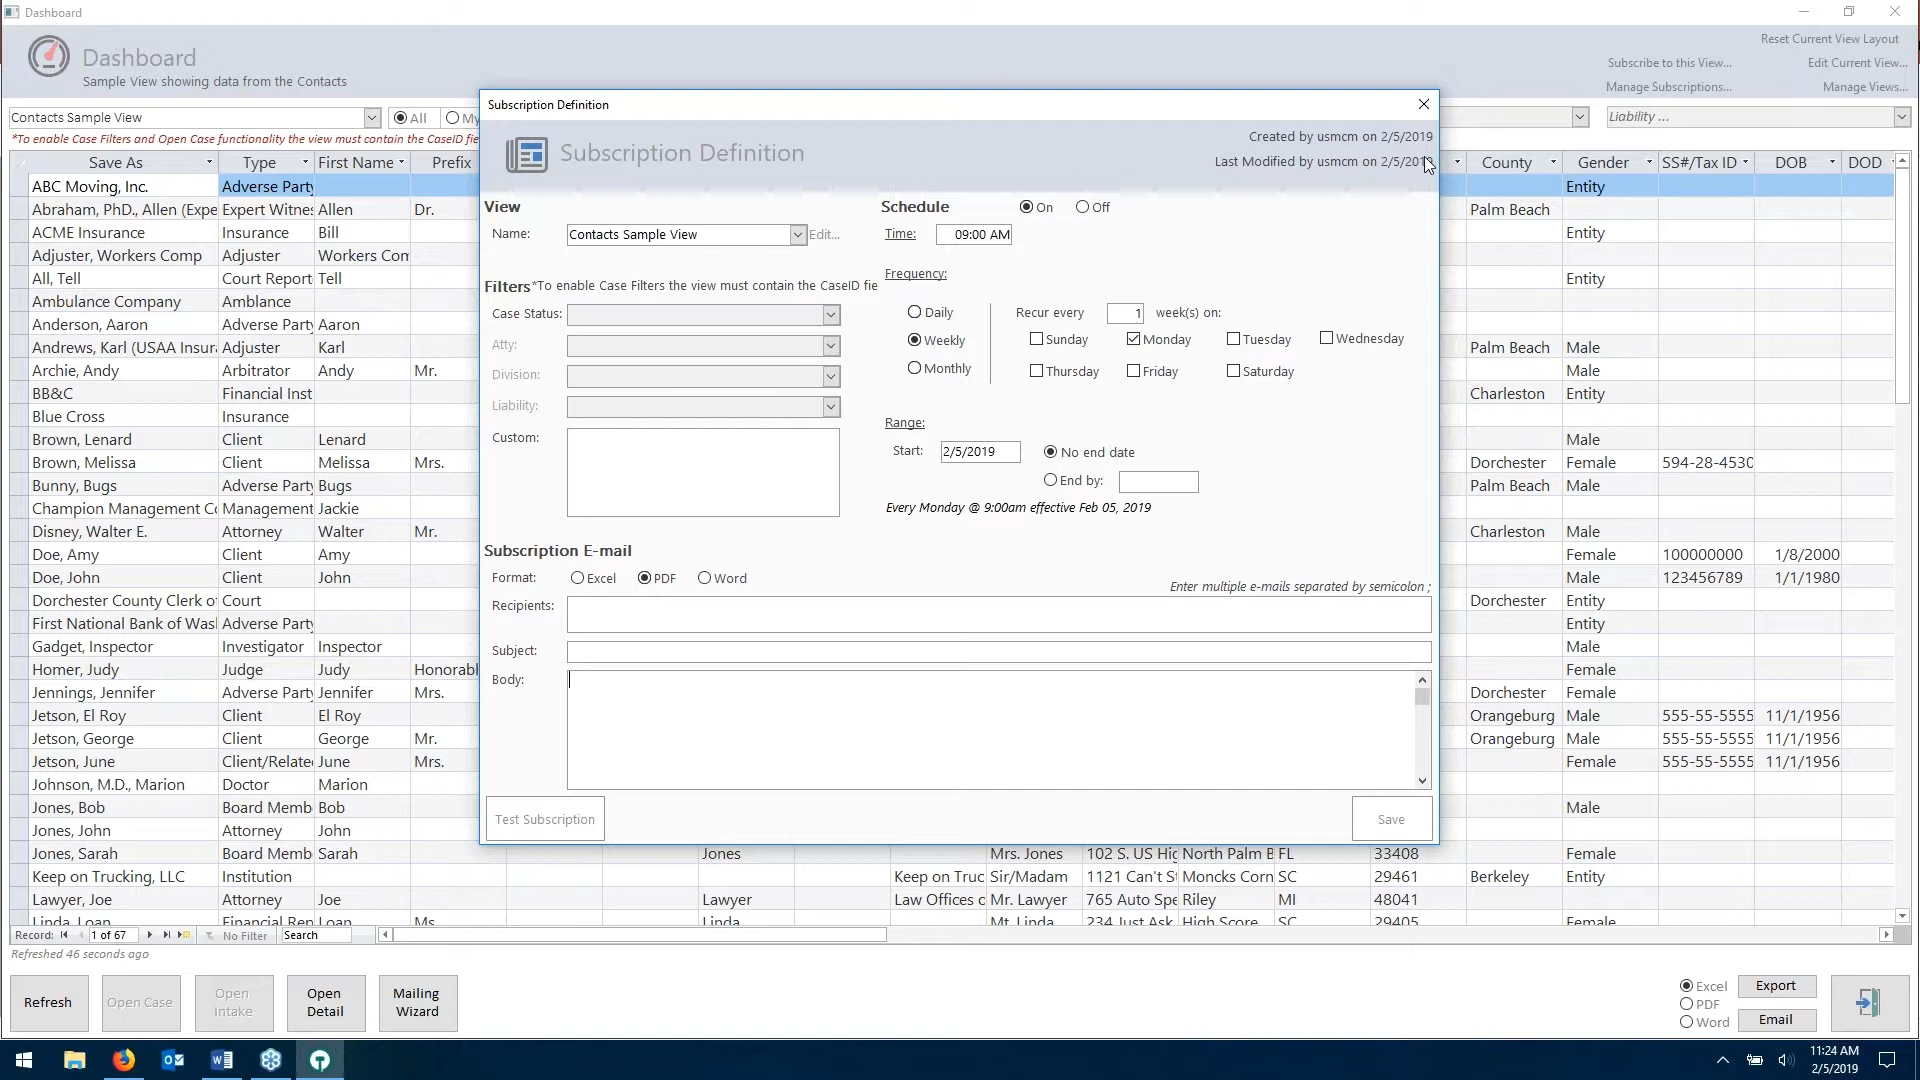 Dashboard
Dashboard
Sample View showing data from the Contacts
Reset Current View Layout
Subscribe to this View...
Edit Current View...
Manage Subscriptions...
Manage Views...
Contacts Sample View
All
My
Liability ...
*To enable Case Filters and Open Case functionality the view must contain the CaseID fie
Save As Type First Name Prefix
County Gender SS#/Tax ID DOB DOD
ABC Moving, Inc. Adverse Party Entity
Abraham, PhD., Allen (Expe Expert Witnes Allen Dr. Palm Beach
ACME Insurance Insurance Bill Entity
Adjuster, Workers Comp Adjuster Workers Com
All, Tell Court Report Tell Entity
Ambulance Company Amblance
Anderson, Aaron Adverse Party Aaron
Andrews, Karl (USAA Insur Adjuster Karl Palm Beach Male
Archie, Andy Arbitrator Andy Mr. Male
BB&C Financial Inst Charleston Entity
Blue Cross Insurance
Brown, Lenard Client Lenard Male
Brown, Melissa Client Melissa Mrs. Dorchester Female 594-28-4530
Bunny, Bugs Adverse Party Bugs Palm Beach Male
Champion Management Co Management Jackie
Disney, Walter E. Attorney Walter Mr. Charleston Male
Doe, Amy Client Amy Female 100000000 1/8/2000
Doe, John Client John Male 123456789 1/1/1980
Dorchester County Clerk of Court Dorchester Entity
First National Bank of Was Adverse Party Entity
Gadget, Inspector Investigator Inspector Male
Homer, Judy Judge Judy Honorabl Female
Jennings, Jennifer Adverse Party Jennifer Mrs. Dorchester Female
Jetson, El Roy Client El Roy Orangeburg Male 555-55-5555 11/1/1956
Jetson, George Client George Mr. Orangeburg Male 555-55-5555 11/1/1956
Jetson, June Client/Relate June Mrs. Female 555-55-5555 11/1/1956
Johnson, M.D., Marion Doctor Marion
Jones, Bob Board Memb Bob Male
Jones, John Attorney John
Jones, Sarah Board Memb Sarah Jones Mrs. Jones 102 S. US Hig North Palm B FL 33408 Female
Keep on Trucking, LLC Institution Keep on Truc Sir/Madam 1121 Can't St Moncks Corn SC 29461 Berkeley Entity
Lawyer, Joe Attorney Joe Lawyer Law Offices o Mr. Lawyer 765 Auto Spe Riley MI 48041
Linda, Loan Financial Rep Loan Ms. Linda Mt. Linda 234 Just Ask High Score SC 29405 Female
Record: 1 of 67 No Filter Search
Refreshed 46 seconds ago
Refresh
Open Case
Open
Intake
Open
Detail
Mailing
Wizard
Excel
PDF
Word
Export
Email
Subscription Definition
Subscription Definition
Created by usmcm on 2/5/2019
Last Modified by usmcm on 2/5/2019
View
Name: Contacts Sample View Edit...
Filters *To enable Case Filters the view must contain the CaseID fie
Case Status:
Atty:
Division:
Liability:
Custom:
Schedule On Off
Time: 09:00 AM
Frequency:
Daily
Weekly
Monthly
Recur every 1 week(s) on:
Sunday Monday Tuesday Wednesday
Thursday Friday Saturday
Range:
Start: 2/5/2019 No end date
End by:
Every Monday @ 9:00am effective Feb 05, 2019
Subscription E-mail
Format: Excel PDF Word
Enter multiple e-mails separated by semicolon ;
Recipients:
Subject:
Body:
Test Subscription
Save
11:24 AM
2/5/2019